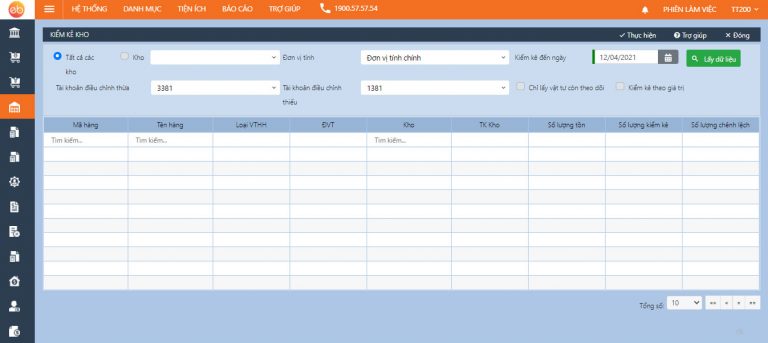 eb HỆ THỐNG DANH MỤC TIỆN ÍCH BÁO CÁO TRỢ GIÚP 1900.57.57.54 PHIÊN LÀM VIỆC TT200
KIỂM KÊ KHO Thực hiện Trợ giúp Đóng
Tất cả các kho Kho Đơn vị tính Đơn vị tính chính Kiểm kê đến ngày 12/04/2021 Lấy dữ liệu
Tài khoản điều chỉnh thừa 3381 Tài khoản điều chỉnh thiếu 1381 Chỉ lấy vật tư còn theo dõi Kiểm kê theo giá trị
Mã hàng Tên hàng Loại VTHH ĐVT Kho TK Kho Số lượng tồn Số lượng kiểm kê Số lượng chênh lệch
Tìm kiếm... Tìm kiếm... Tìm kiếm...
Tổng số: 10